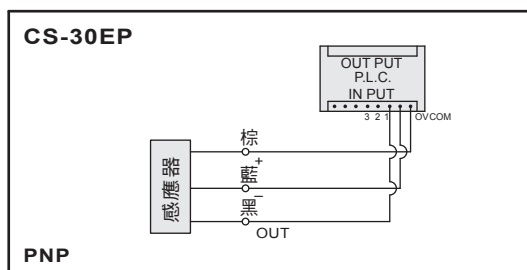 CS-30EP
OUT PUT
P.L.C.
IN PUT
3 2 1 OVCOM
棕
+
藍
感應器
黑
−
OUT
PNP